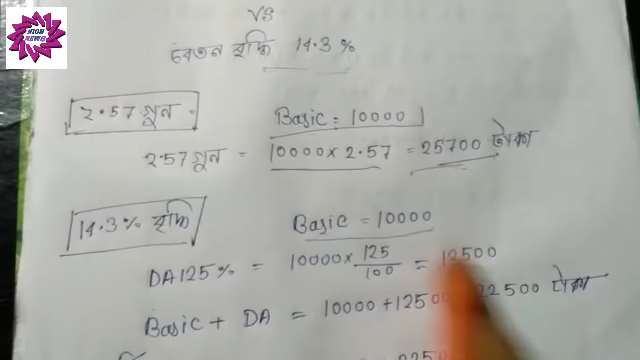 VS
বেতন বৃদ্ধি 14.3%
2.57 গুন = Basic = 10000
2.57 গুন = 10000 × 2.57 = 25700 টাকা
14.3% বৃদ্ধি Basic = 10000
DA 125% = 10000 × 125/100 = 12500
Basic + DA = 10000 + 12500 22500 টাকা